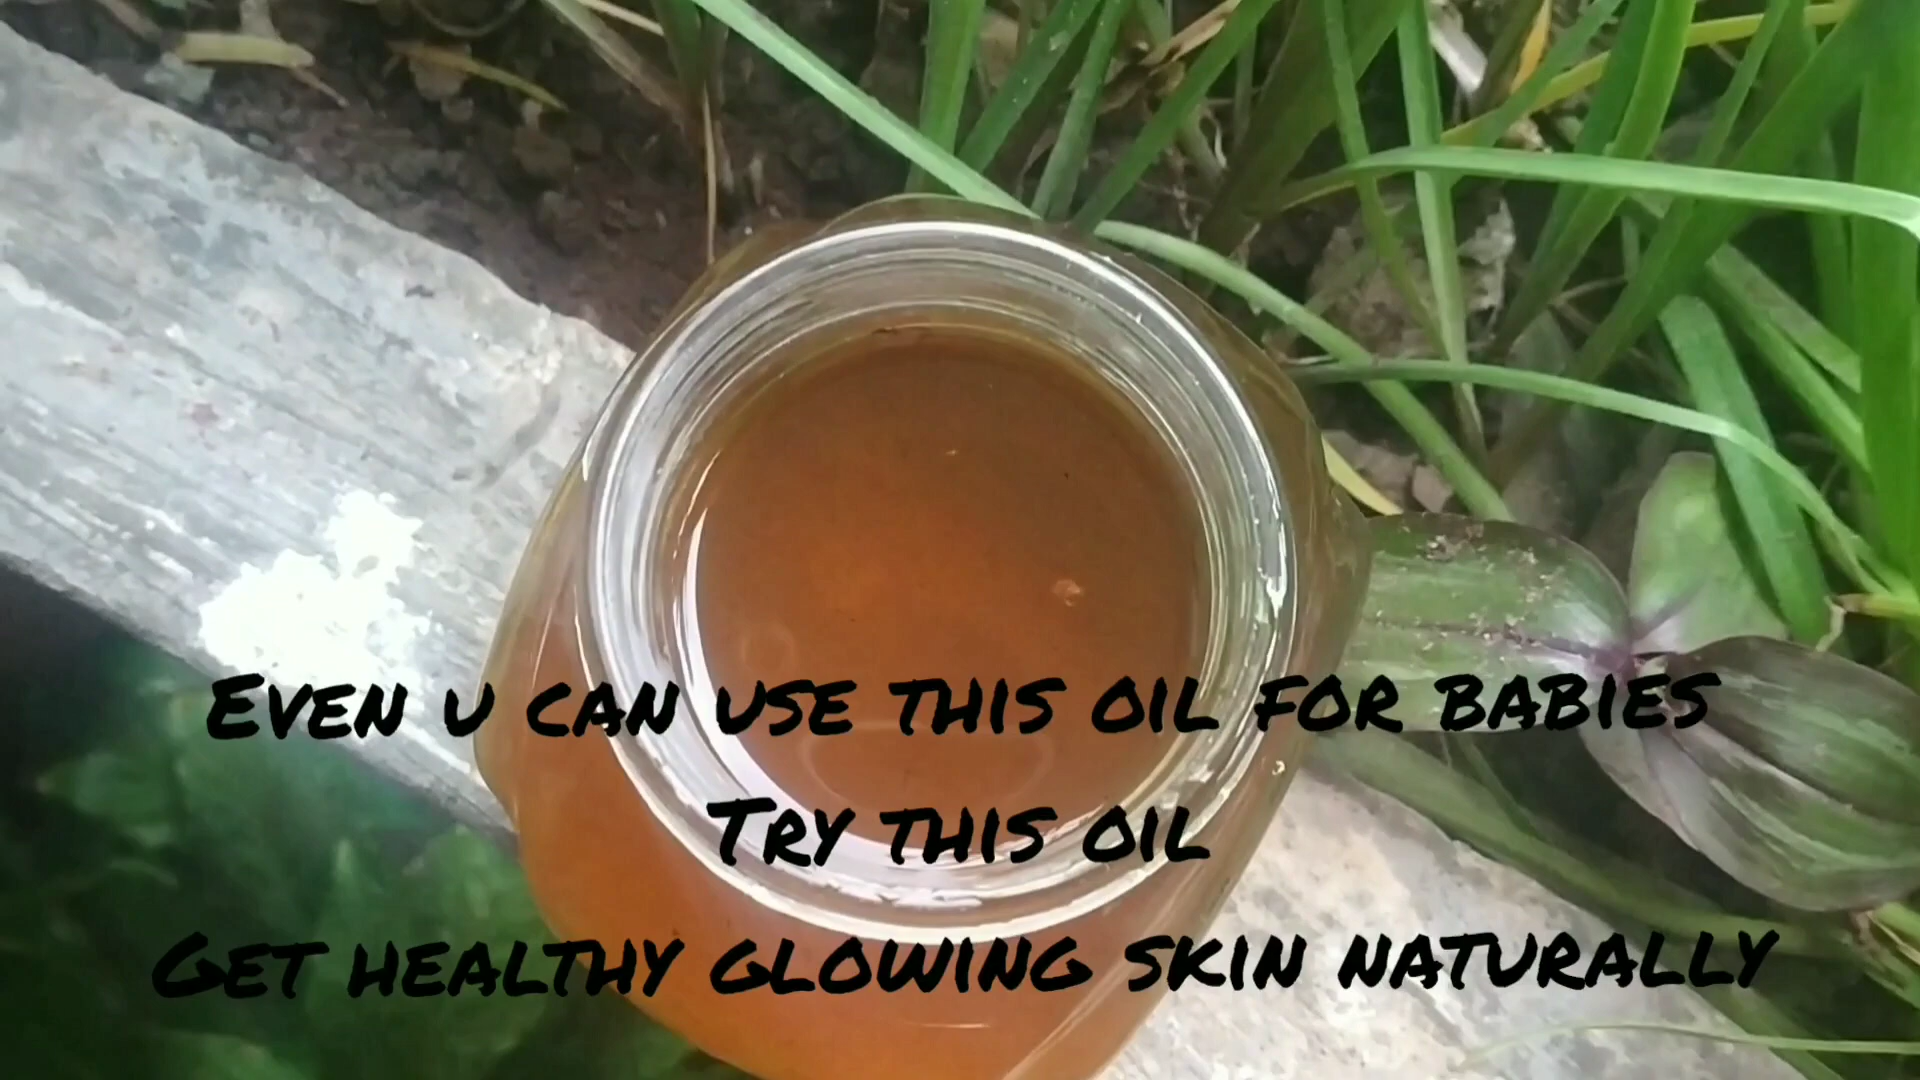 Even u can use this oil for babies
Try this oil
Get healthy glowing skin naturally